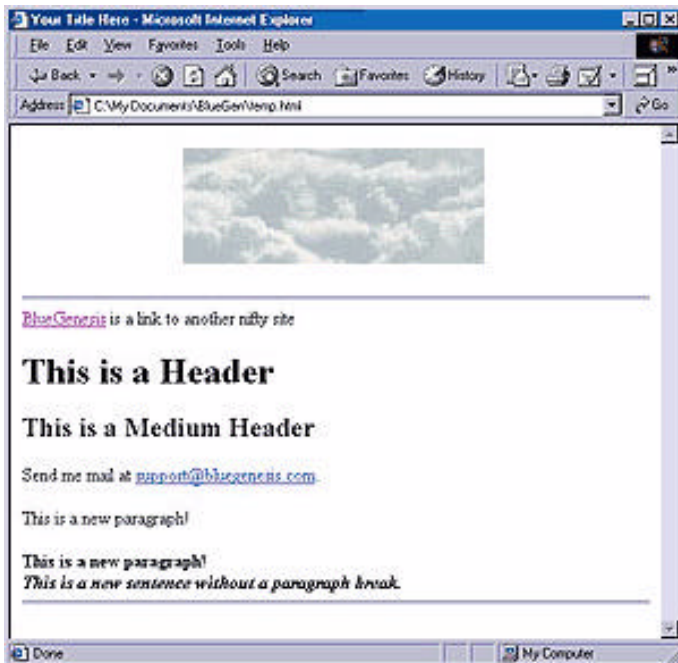 Your Title Here - Microsoft Internet Explorer
File Edit View Favorites Tools Help
Back Search Favorites History »
Address C:\My Documents\BlueGen\temp.html Go
BlueGenesis is a link to another nifty site
This is a Header
This is a Medium Header
Send me mail at support@bluegenesis.com.
This is a new paragraph!
This is a new paragraph!
This is a new sentence without a paragraph break.
Done My Computer